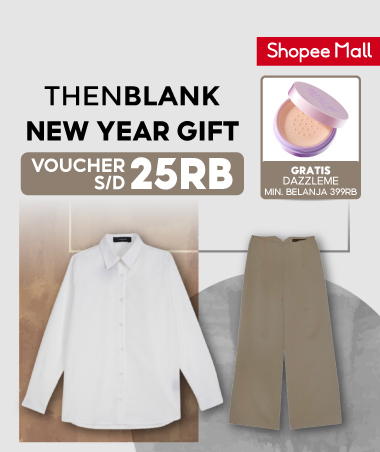 Shopee Mall
THENBLANK
NEW YEAR GIFT
VOUCHER
S/D 25RB
GRATIS
DAZZLEME
MIN. BELANJA 399RB